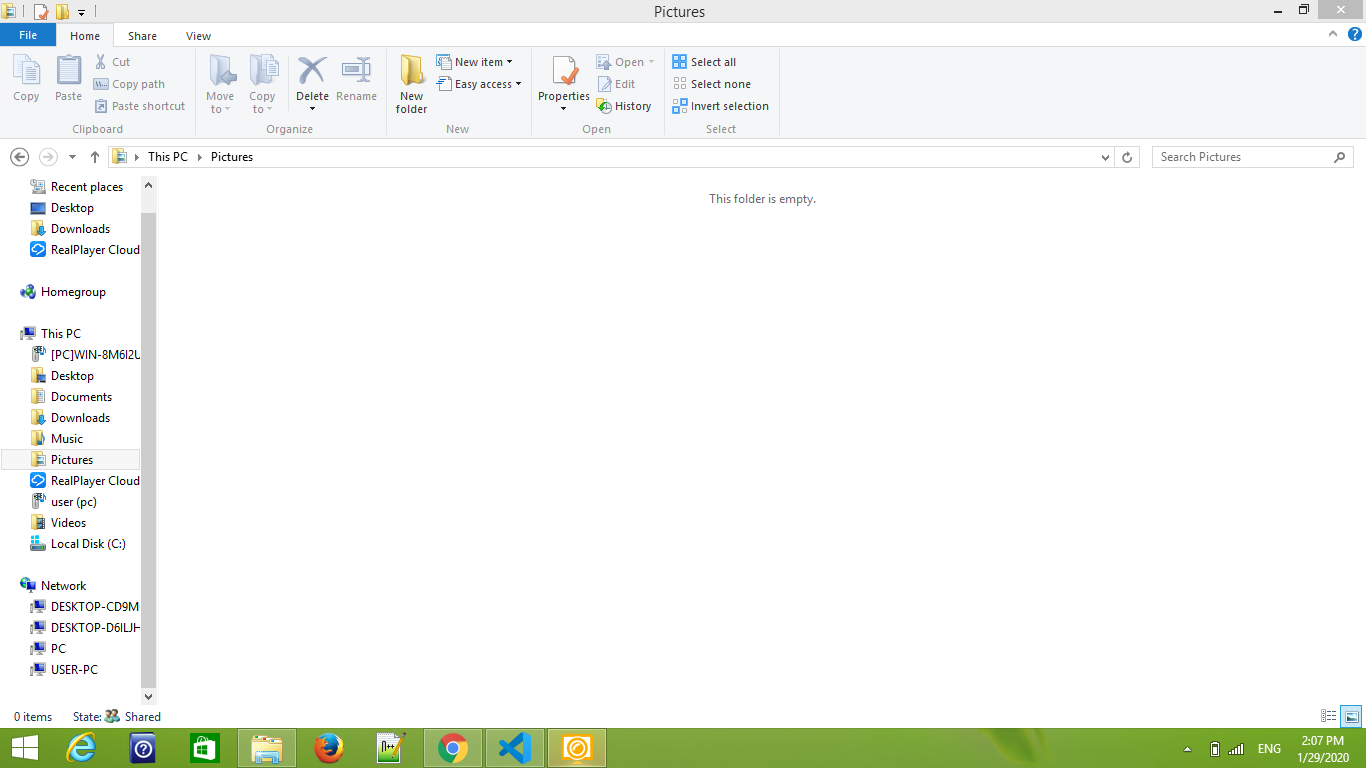 Pictures
File Home Share View
Copy
Paste
Cut
Copy path
Paste shortcut
Clipboard
Move to
Copy to
Delete
Rename
Organize
New folder
New item
Easy access
New
Properties
Open
Edit
History
Open
Select all
Select none
Invert selection
Select
This PC Pictures
Search Pictures
Recent places
Desktop
Downloads
RealPlayer Cloud
Homegroup
This PC
[PC]WIN-8M6I2U
Desktop
Documents
Downloads
Music
Pictures
RealPlayer Cloud
user (pc)
Videos
Local Disk (C:)
Network
DESKTOP-CD9M
DESKTOP-D6ILJH
PC
USER-PC
This folder is empty.
0 items State: Shared
ENG
2:07 PM
1/29/2020